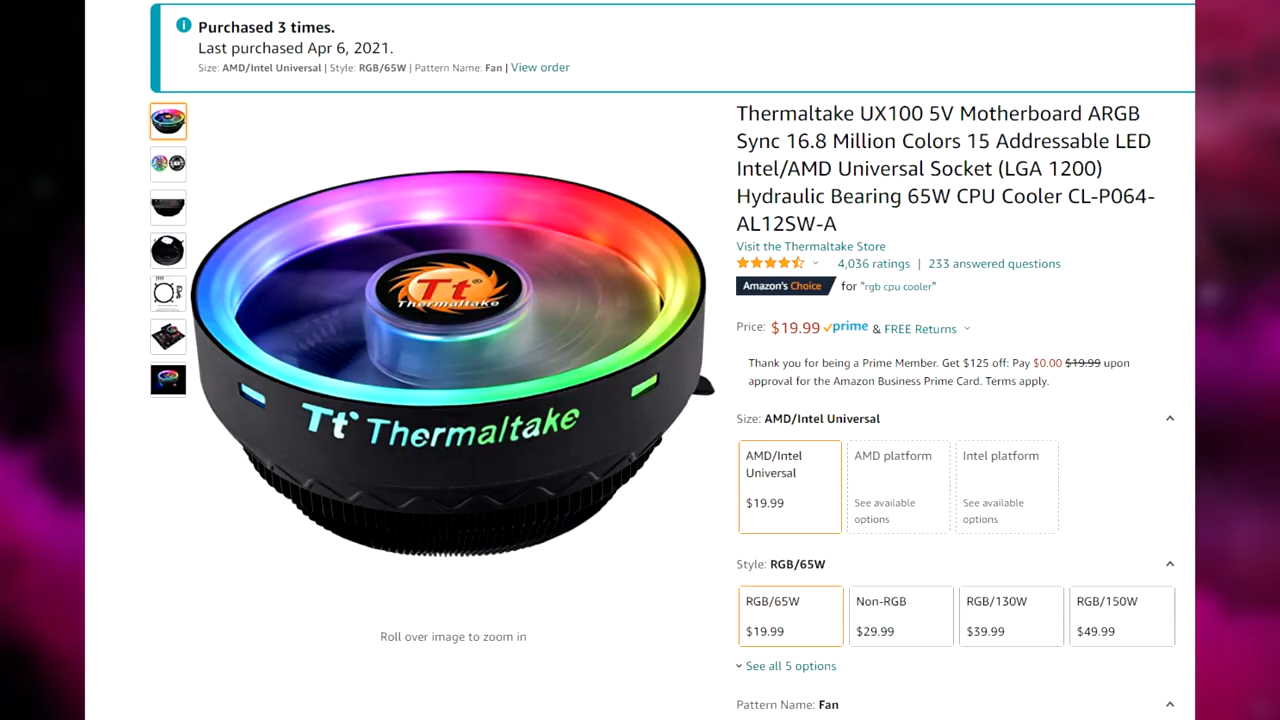 Purchased 3 times.
Last purchased Apr 6, 2021.
Size: AMD/Intel Universal | Style: RGB/65W | Pattern Name: Fan | View order
Thermaltake UX100 5V Motherboard ARGB
Sync 16.8 Million Colors 15 Addressable LED
Intel/AMD Universal Socket (LGA 1200)
Hydraulic Bearing 65W CPU Cooler CL-P064-
AL12SW-A
Visit the Thermaltake Store
4,036 ratings | 233 answered questions
Amazon's Choice for "rgb cpu cooler"
Price: $19.99 prime & FREE Returns
Thank you for being a Prime Member. Get $125 off: Pay $0.00 $19.99 upon
approval for the Amazon Business Prime Card. Terms apply.
Tt®
Thermaltake
Tt Thermaltake
Size: AMD/Intel Universal
AMD/Intel
Universal
$19.99
AMD platform
See available
options
Intel platform
See available
options
Style: RGB/65W
RGB/65W
$19.99
Non-RGB
$29.99
RGB/130W
$39.99
RGB/150W
$49.99
Roll over image to zoom in
See all 5 options
Pattern Name: Fan